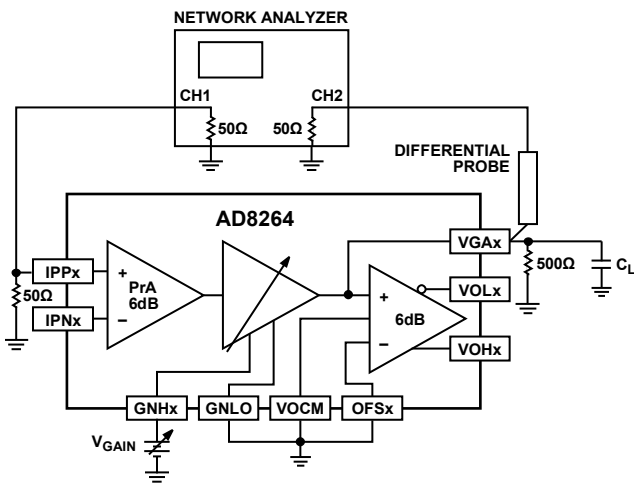 NETWORK ANALYZER
CH1
CH2
50Ω
50Ω
DIFFERENTIAL
PROBE
AD8264
VGAx
IPPx
+
PrA
6dB
–
+
6dB
–
500Ω
CL
VOLx
50Ω
IPNx
VOHx
GNHx
GNLO
VOCM
OFSx
VGAIN